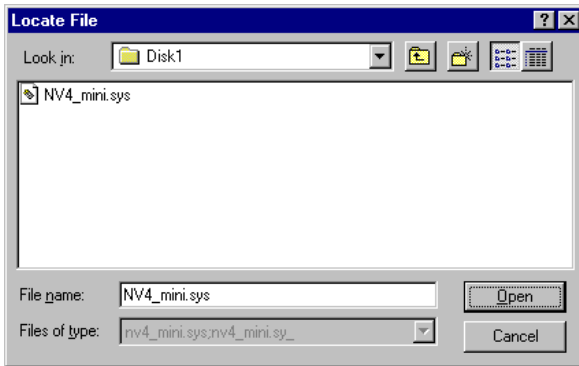 Locate File
Look in: Disk1
NV4_mini.sys
File name: NV4_mini.sys Open
Files of type: nv4_mini.sys;nv4_mini.sy_ Cancel